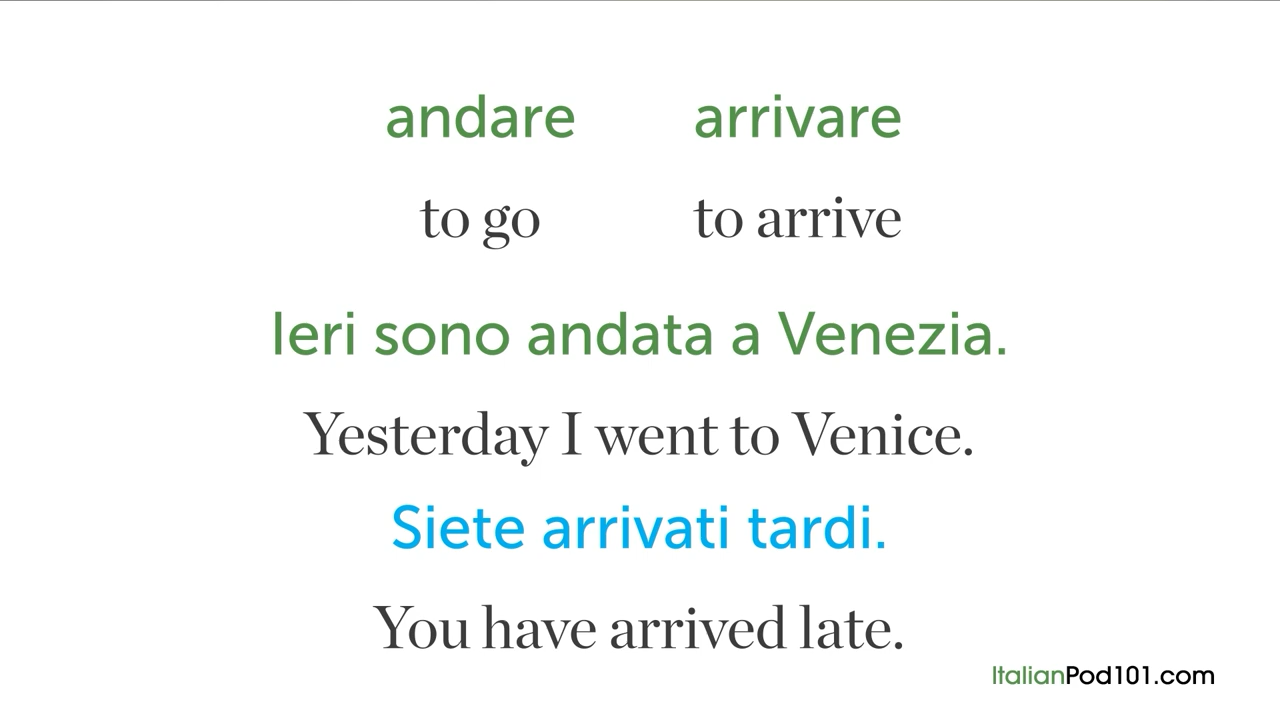 andare arrivare
to go to arrive
Ieri sono andata a Venezia.
Yesterday I went to Venice.
Siete arrivati tardi.
You have arrived late.
ItalianPod101.com